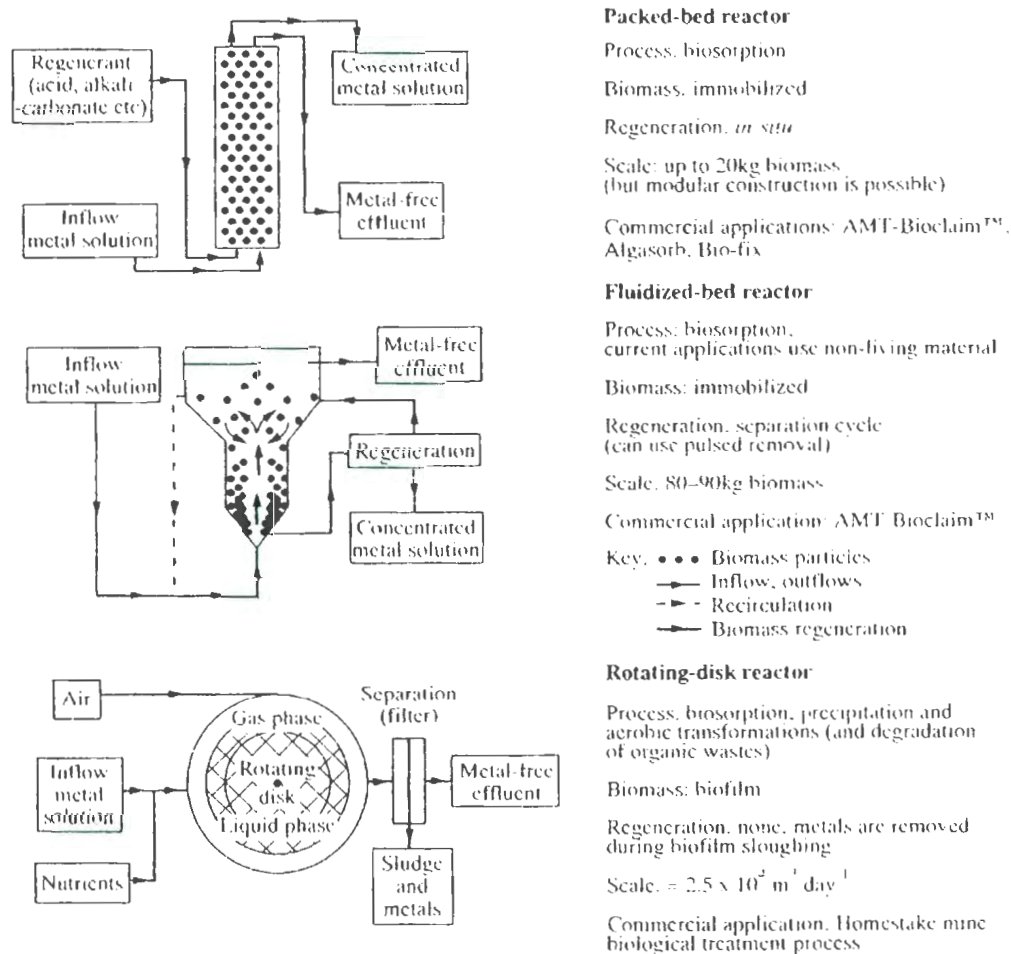 Packed-bed reactor
Regenerant
(acid, alkali
-carbonate etc)
Concentrated
metal solution
Inflow
metal solution
Metal-free
effluent
Process. biosorption
Biomass. immobilized
Regeneration. in situ
Scale: up to 20kg biomass
(but modular construction is possible)
Commercial applications: AMT-Bioclaim™,
Algasorb, Bio-fix
Fluidized-bed reactor
Inflow
metal solution
Metal-free
effluent
Regeneration
Concentrated
metal solution
Process: biosorption,
current applications use non-living material
Biomass: immobilized
Regeneration. separation cycle
(can use pulsed removal)
Scale. 80–90kg biomass
Commercial application: AMT Bioclaim™
Key. Biomass particles
Inflow, outflows
Recirculation
Biomass regeneration
Rotating-disk reactor
Air
Gas phase
Rotating
disk
Liquid phase
Separation
(filter)
Inflow
metal
solution
Nutrients
Metal-free
effluent
Sludge
and
metals
Process. biosorption, precipitation and
aerobic transformations (and degradation
of organic wastes)
Biomass: biofilm
Regeneration. none, metals are removed
during biofilm sloughing
Scale. = 2.5 x 10 m day
Commercial application. Homestake mine
biological treatment process